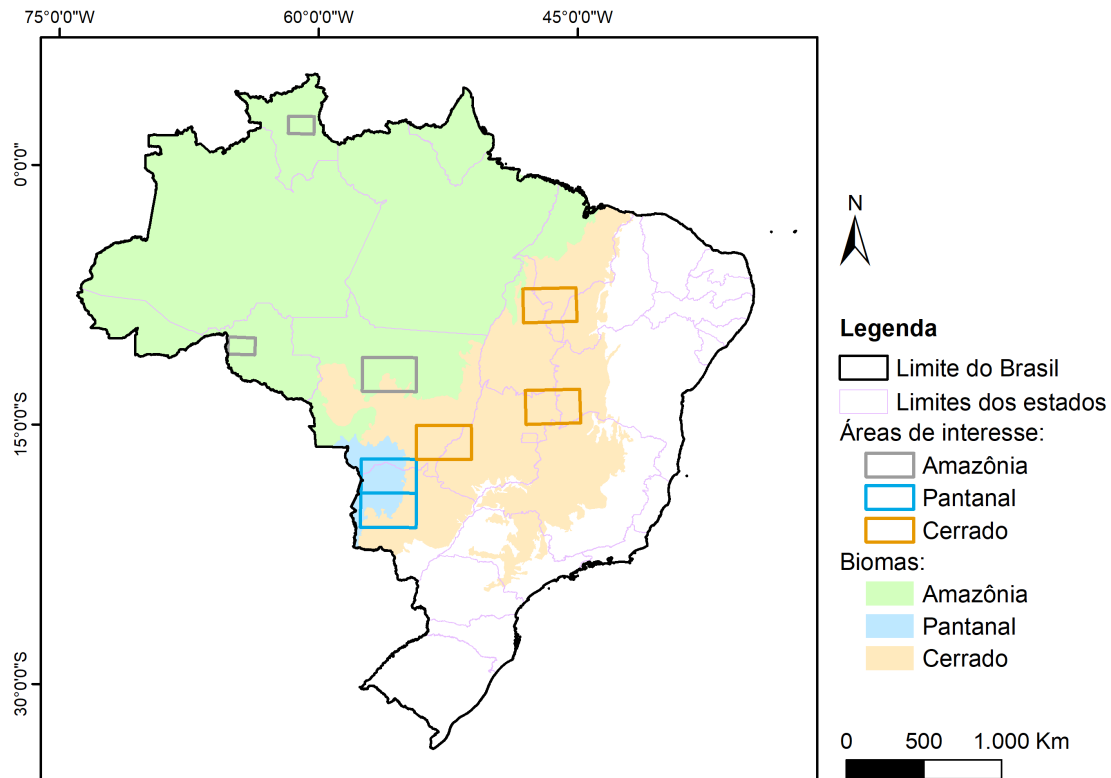 75°0'0"W
60°0'0"W
45°0'0"W
0°0'0"
15°0'0"S
30°0'0"S
N
Legenda
Limite do Brasil
Limites dos estados
Áreas de interesse:
Amazônia
Pantanal
Cerrado
Biomas:
Amazônia
Pantanal
Cerrado
0 500 1.000 Km